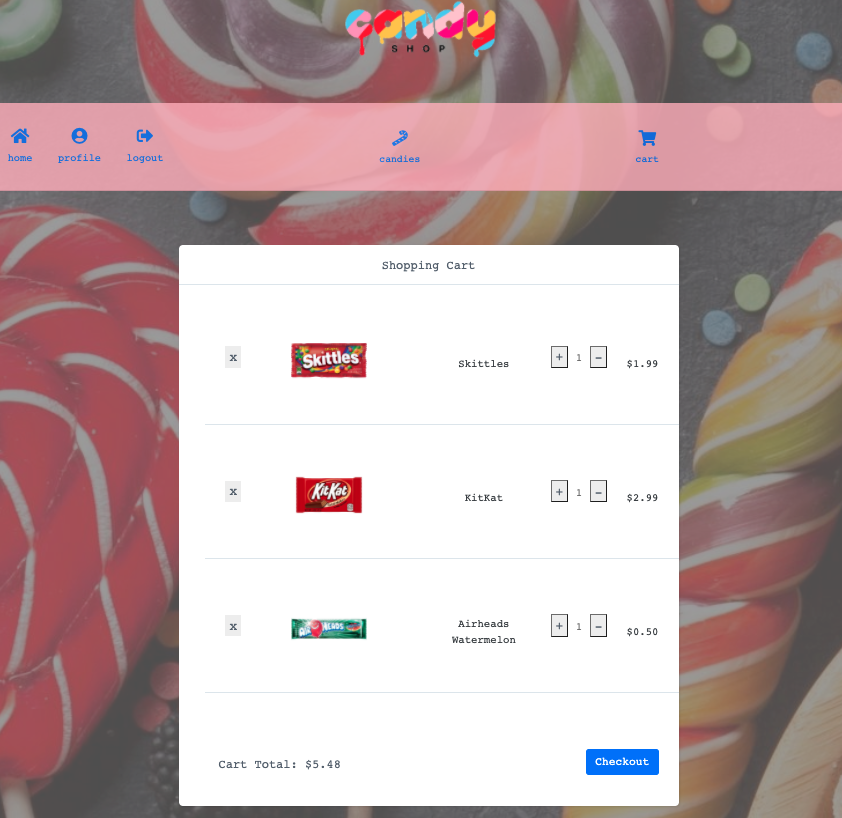 candy
SHOP
home
profile
logout
candies
cart
Shopping Cart
x
Skittles
Skittles
+ 1 -
$1.99
x
KitKat
KitKat
+ 1 -
$2.99
x
AIRHEADS
Airheads
Watermelon
+ 1 -
$0.50
Cart Total: $5.48
Checkout